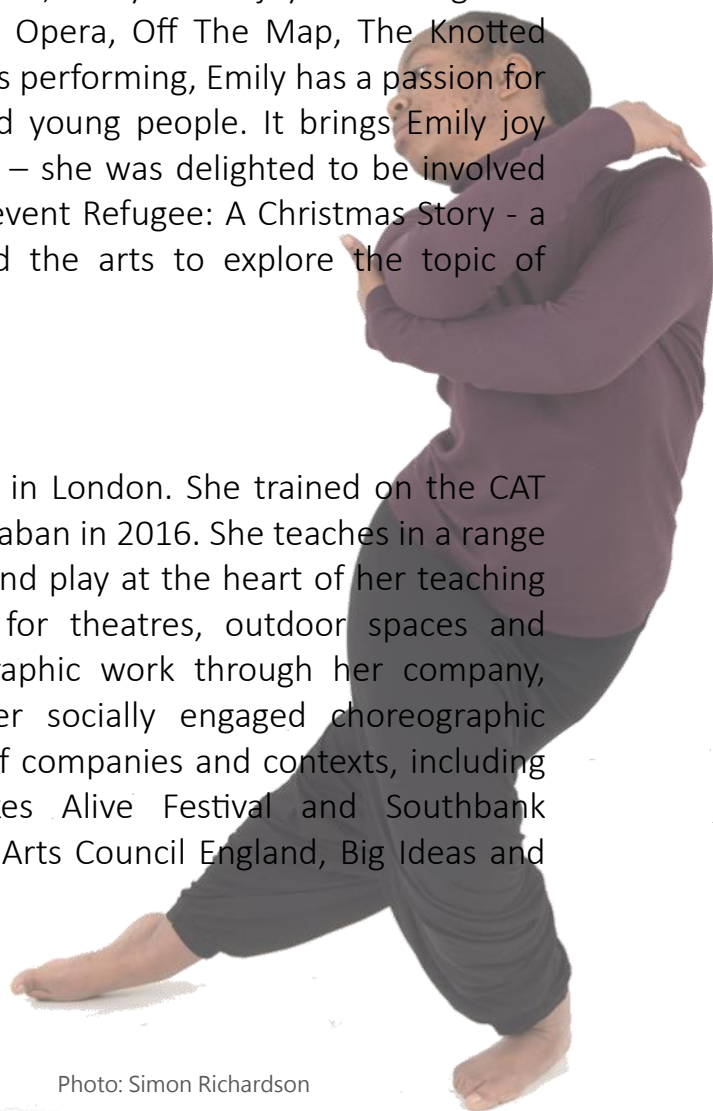 Opera, Off The Map, The Knotted
s performing, Emily has a passion for
d young people. It brings Emily joy
– she was delighted to be involved
event Refugee: A Christmas Story - a
d the arts to explore the topic of
in London. She trained on the CAT
aban in 2016. She teaches in a range
nd play at the heart of her teaching
for theatres, outdoor spaces and
raphic work through her company,
er socially engaged choreographic
f companies and contexts, including
es Alive Festival and Southbank
Arts Council England, Big Ideas and
Photo: Simon Richardson